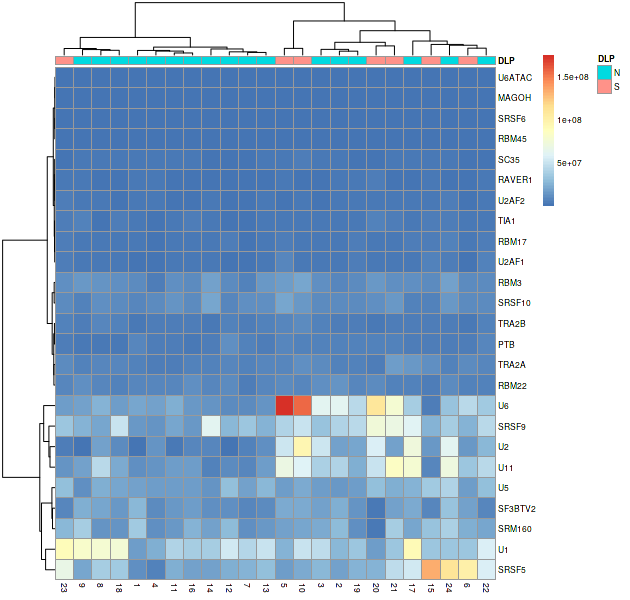 DLP
U6ATAC
MAGOH
SRSF6
RBM45
SC35
RAVER1
U2AF2
TIA1
RBM17
U2AF1
RBM3
SRSF10
TRA2B
PTB
TRA2A
RBM22
U6
SRSF9
U2
U11
U5
SF3BTV2
SRM160
U1
SRSF5
23 9 8 18 1 4 11 16 14 12 7 13 5 10 3 2 19 20 21 17 15 24 6 22
1.5e+08
1e+08
5e+07
DLP
N
S